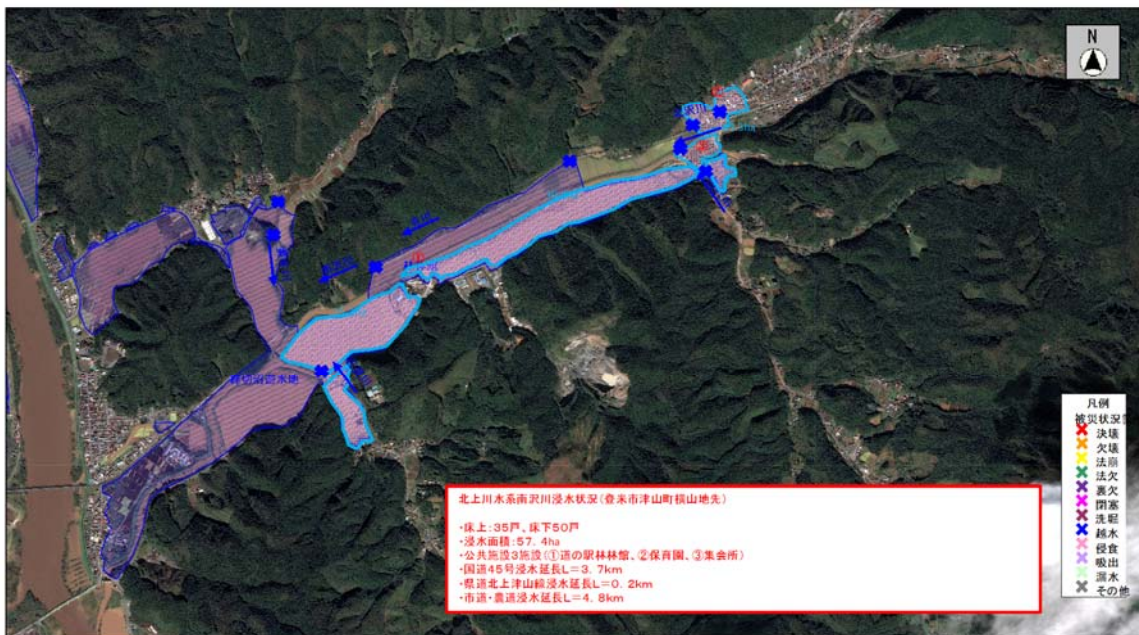 N
凡例
被災状況
決壊
欠壊
法崩
法欠
裏欠
閉塞
洗堀
越水
侵食
吸出
漏水
その他
北上川水系南沢川浸水状況(登米市津山町横山地先)
・床上:35戸、床下50戸
・浸水面積:57.4ha
・公共施設3施設(①道の駅林林館、②保育園、③集会所)
・国道45号浸水延長L=3.7km
・県道北上津山線浸水延長L=0.2km
・市道・農道浸水延長L=4.8km